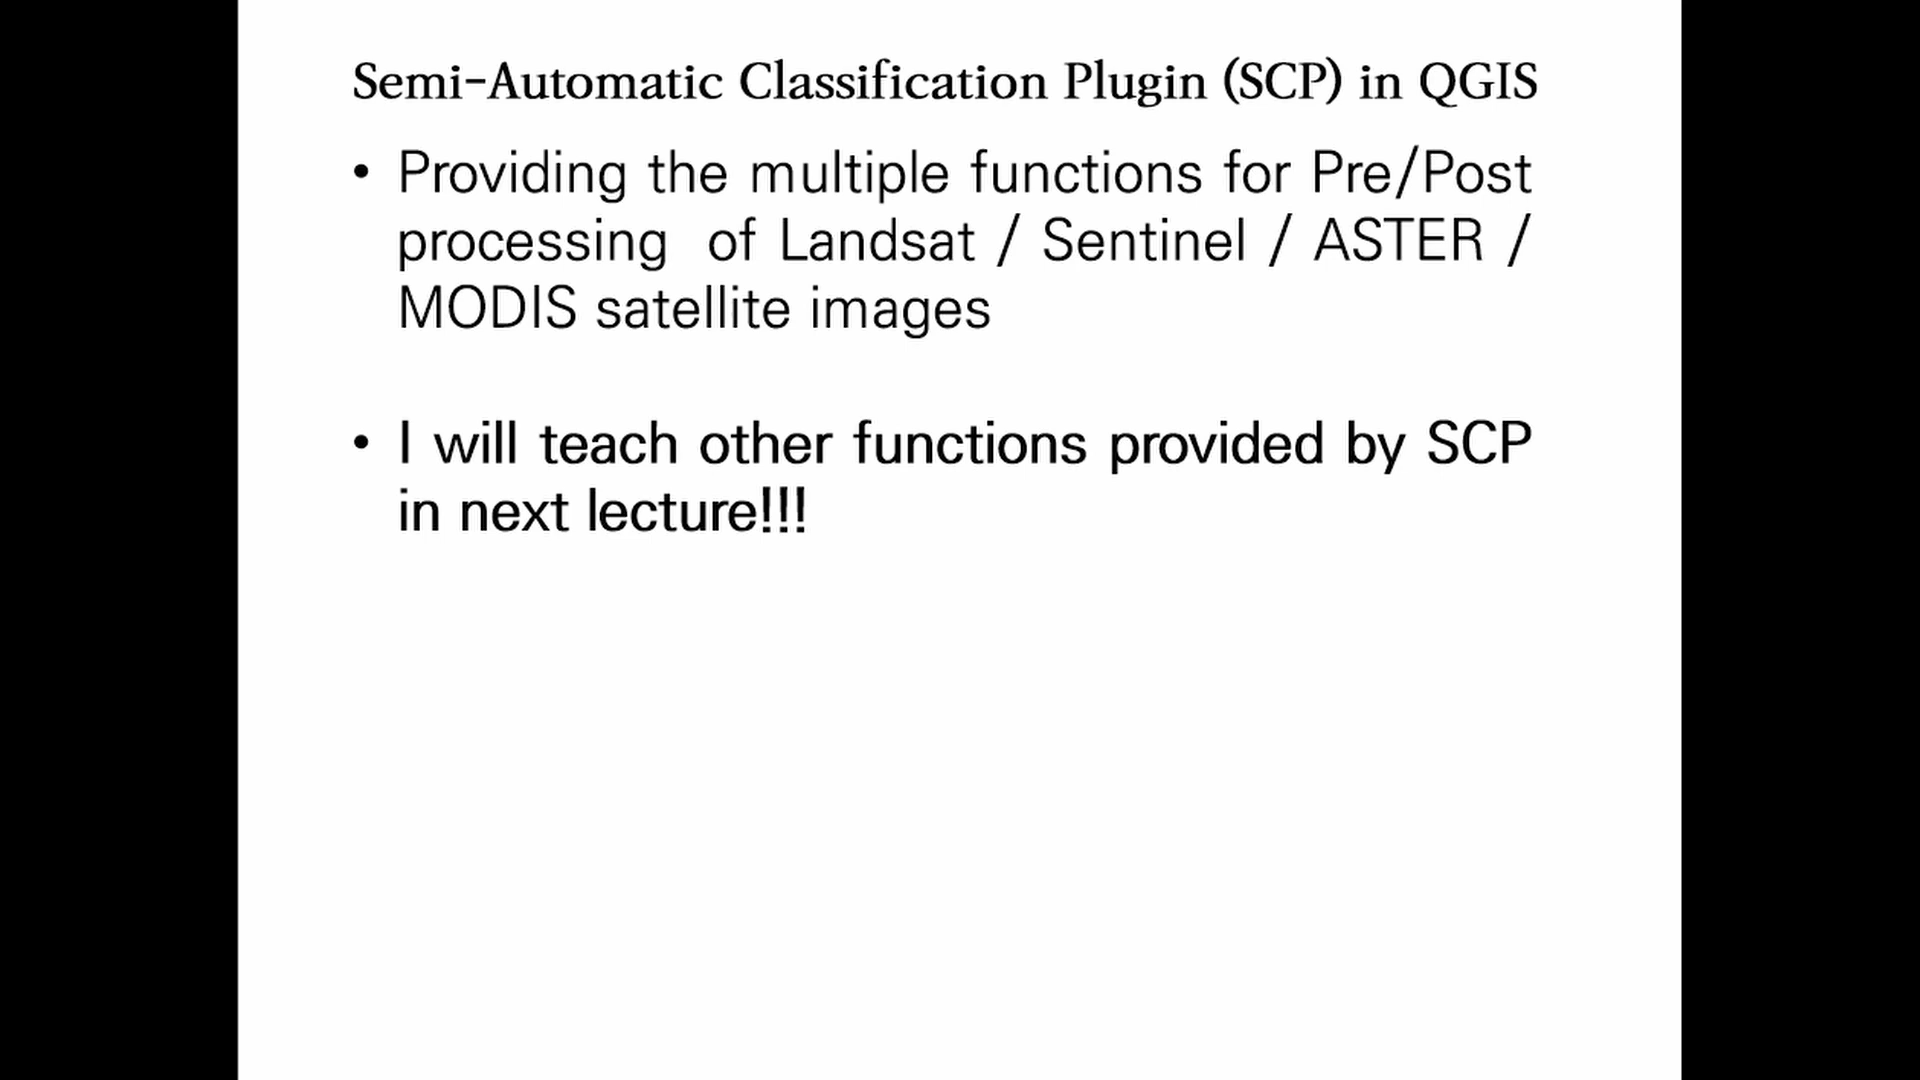 Semi-Automatic Classification Plugin (SCP) in QGIS
• Providing the multiple functions for Pre/Post
processing of Landsat / Sentinel / ASTER /
MODIS satellite images
• I will teach other functions provided by SCP
in next lecture!!!